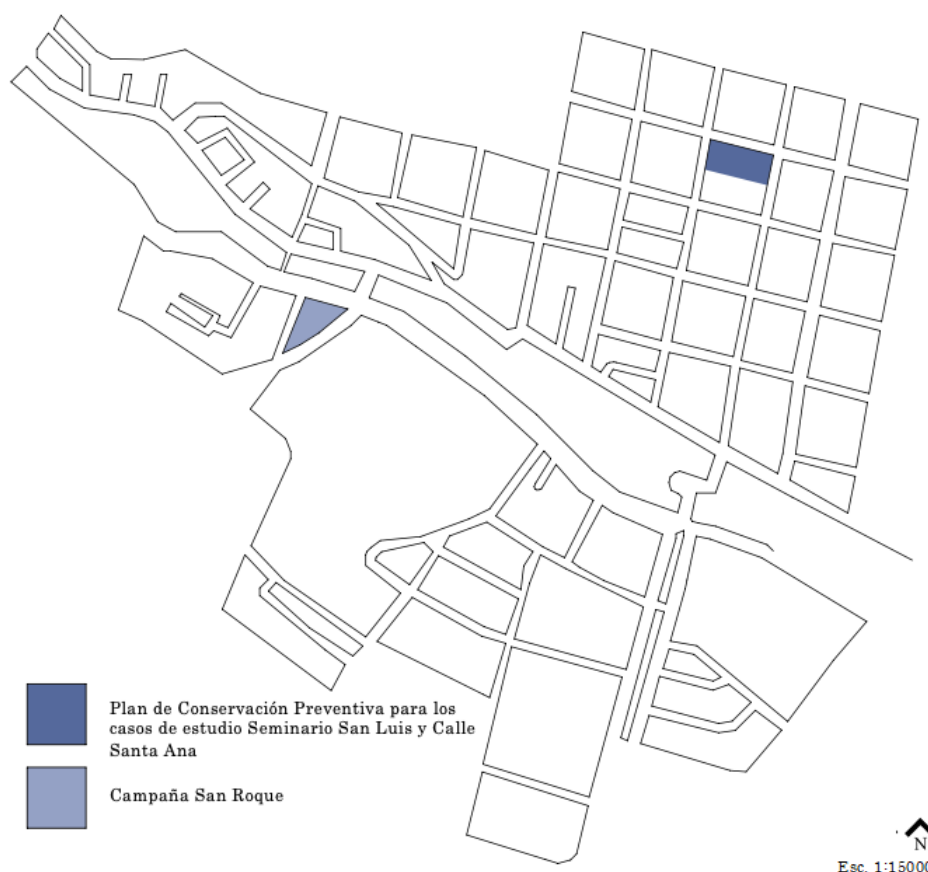 Plan de Conservación Preventiva para los
casos de estudio Seminario San Luis y Calle
Santa Ana
Campaña San Roque
N
Esc. 1:15000